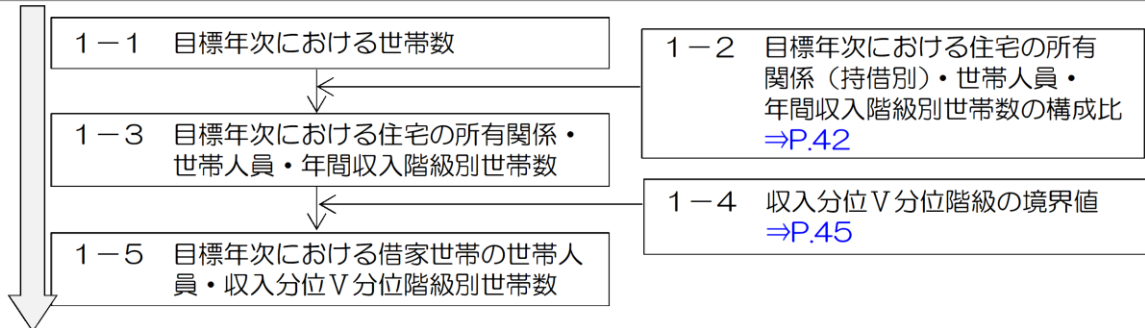 1-1 目標年次における世帯数
1-2 目標年次における住宅の所有
関係（持借別）・世帯人員・
年間収入階級別世帯数の構成比
⇒P.42
1-3 目標年次における住宅の所有関係・
世帯人員・年間収入階級別世帯数
1-4 収入分位Ⅴ分位階級の境界値
⇒P.45
1-5 目標年次における借家世帯の世帯人
員・収入分位Ⅴ分位階級別世帯数